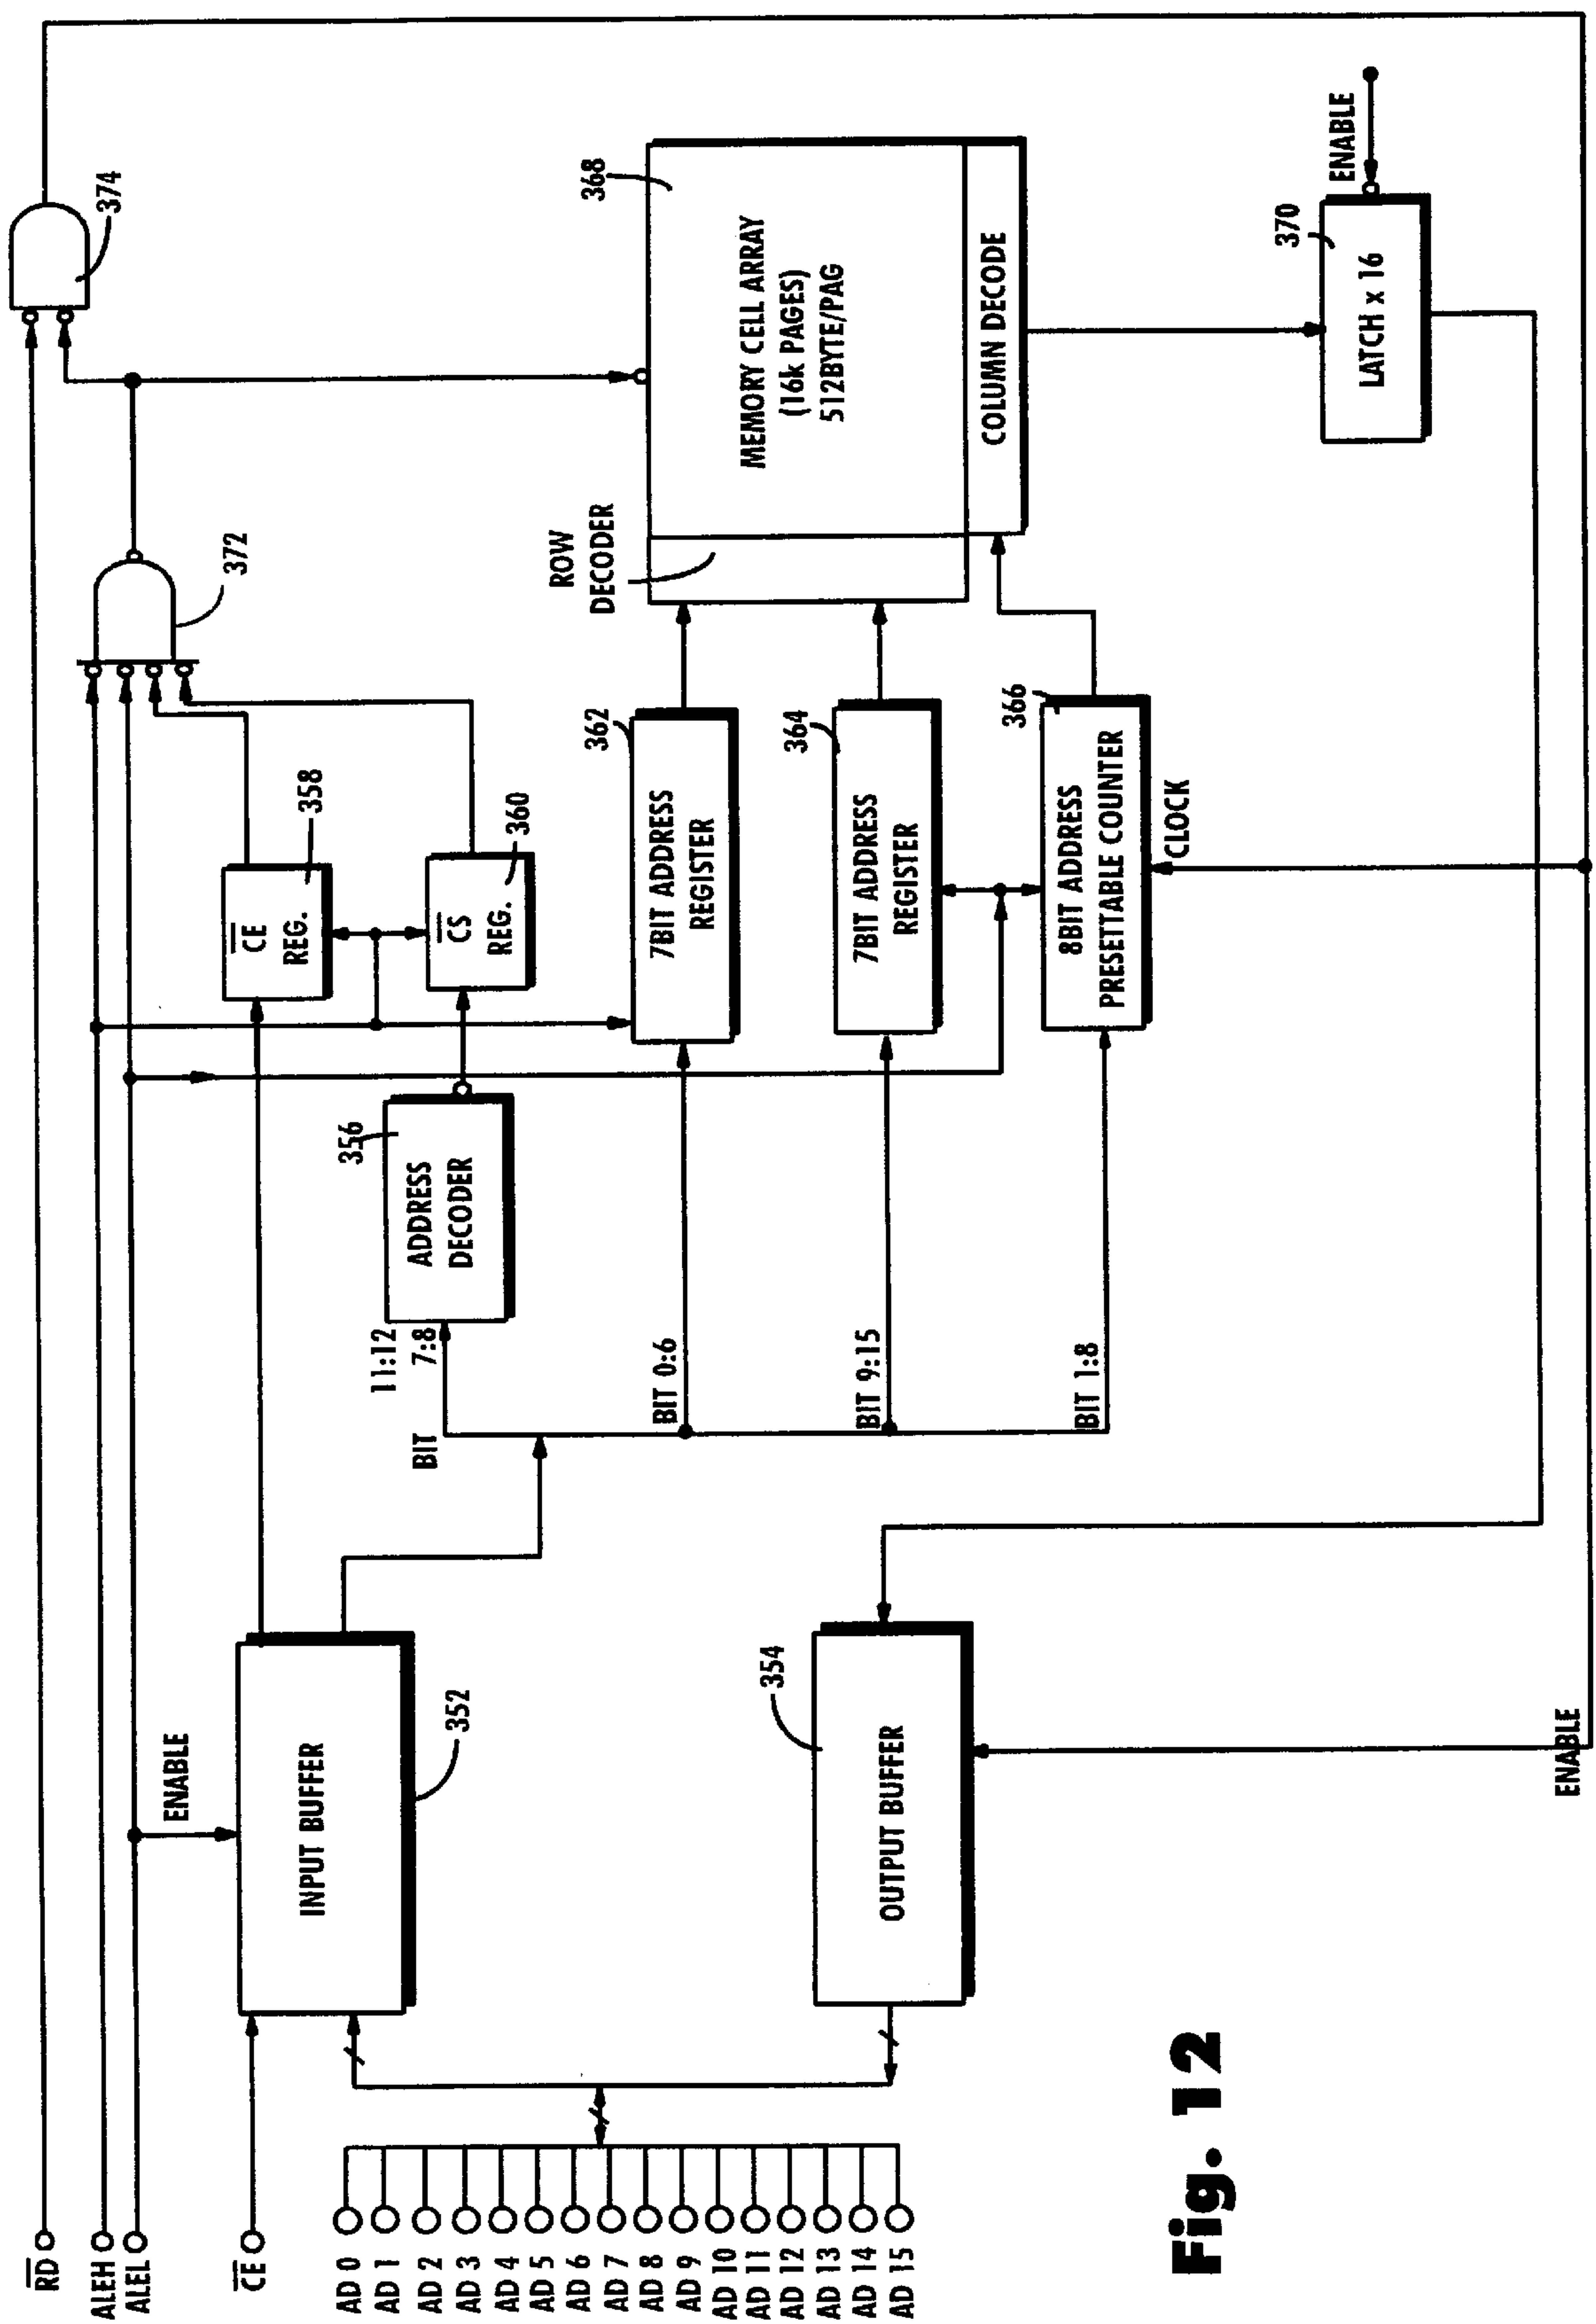 374
RD
ALEH
ALEL
372
ENABLE
CE
INPUT BUFFER
352
AD 0
AD 1
AD 2
AD 3
AD 4
AD 5
AD 6
AD 7
AD 8
AD 9
AD 10
AD 11
AD 12
AD 13
AD 14
AD 15
CE
REG.
358
356
ADDRESS
DECODER
11:12
BIT 7:8
CS
REG.
360
ROW
DECODER
368
MEMORY CELL ARRAY
(16k PAGES)
512BYTE/PAG
COLUMN DECODE
BIT 0:6
362
7BIT ADDRESS
REGISTER
BIT 9:15
364
7BIT ADDRESS
REGISTER
354
OUTPUT BUFFER
BIT 1:8
366
8BIT ADDRESS
PRESETTABLE COUNTER
CLOCK
370
LATCH x 16
ENABLE
ENABLE
Fig. 12